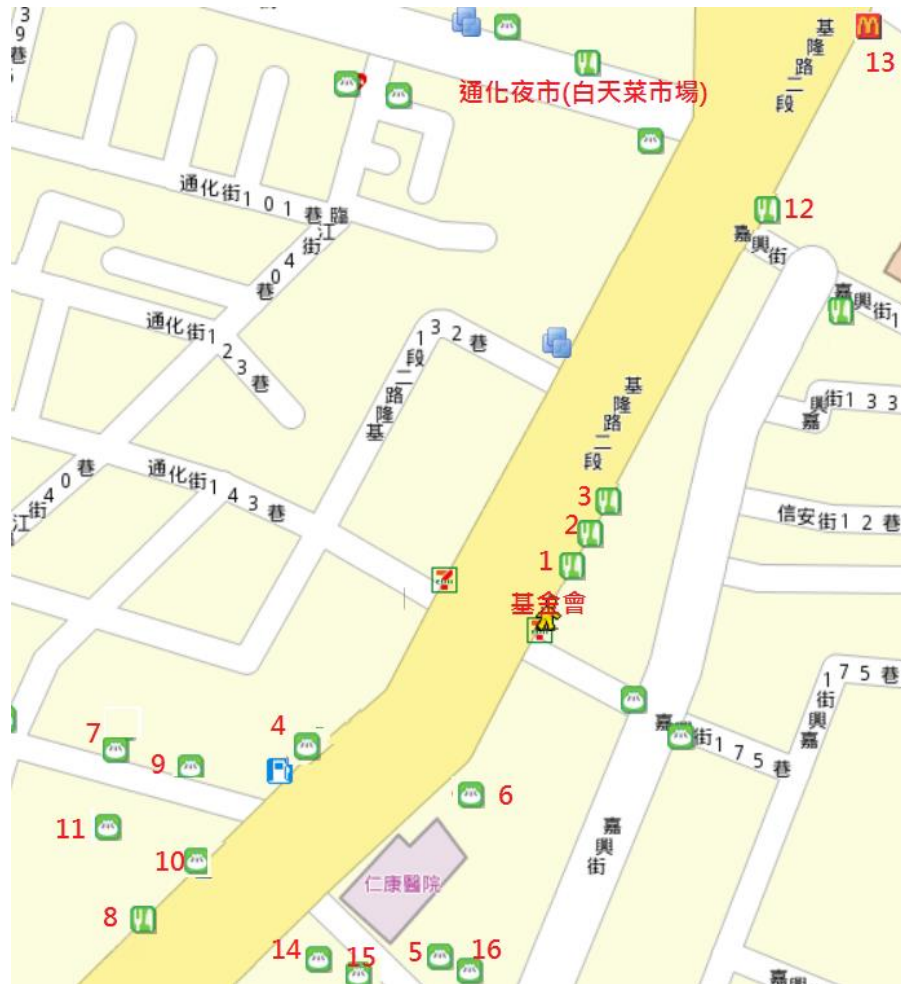 39巷
基隆路二段
13
通化夜市(白天菜市場)
通化街101巷
臨江街40巷
12
嘉興街
嘉興街1
通化街123巷
基隆路二段132巷
基隆路二段
嘉興街133
江街40巷
通化街143巷
3
信安街12巷
2
1
基金會
嘉興街175巷
嘉興街175巷
7
4
9
6
11
嘉興街
10
仁康醫院
8
14
15
5
16
嘉興